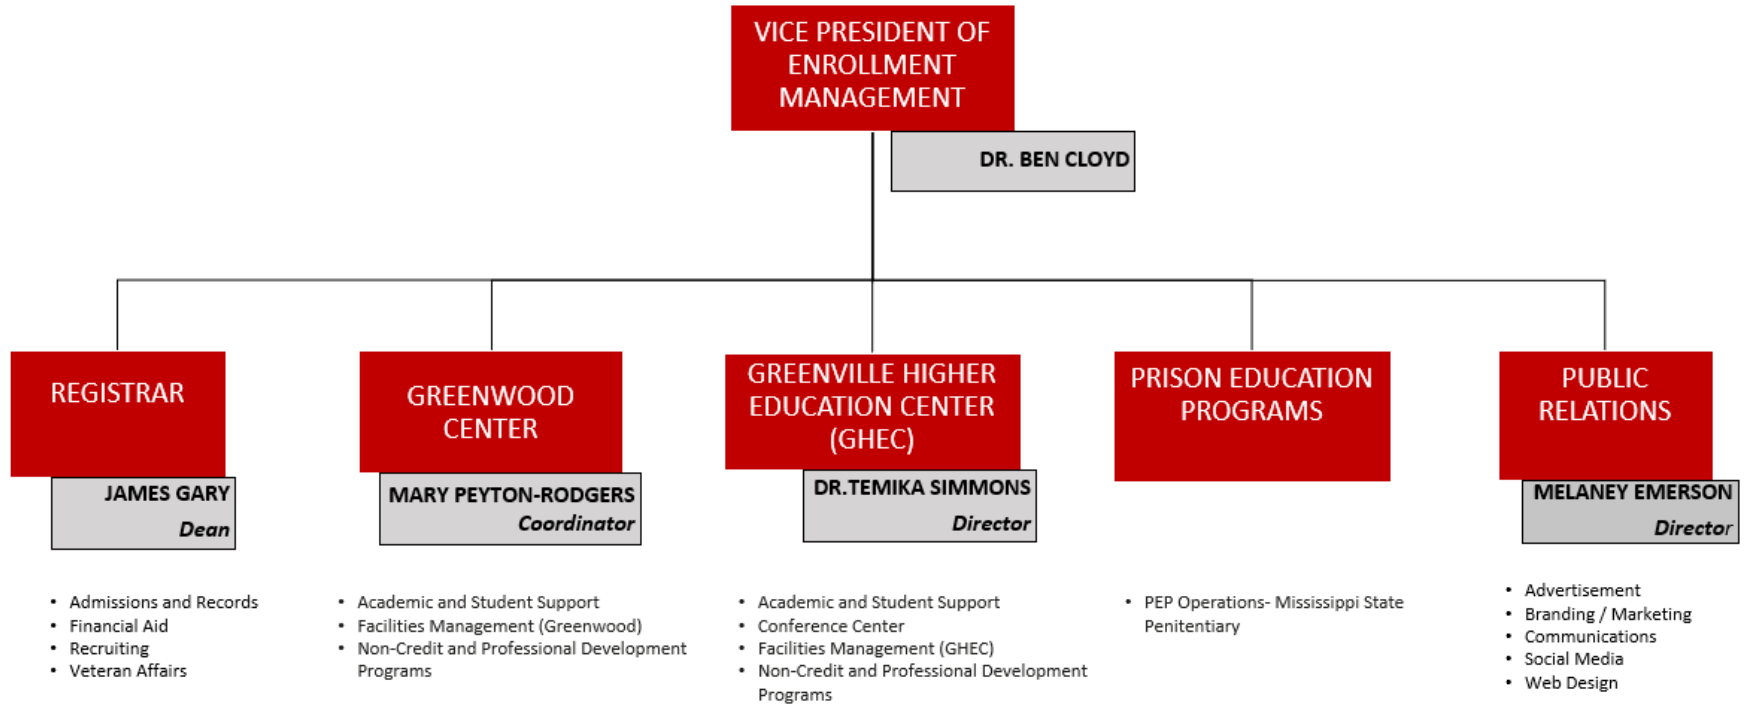 VICE PRESIDENT OF
ENROLLMENT
MANAGEMENT
DR. BEN CLOYD
REGISTRAR
JAMES GARY
Dean
• Admissions and Records
• Financial Aid
• Recruiting
• Veteran Affairs
GREENWOOD
CENTER
MARY PEYTON-RODGERS
Coordinator
• Academic and Student Support
• Facilities Management (Greenwood)
• Non-Credit and Professional Development
Programs
GREENVILLE HIGHER
EDUCATION CENTER
(GHEC)
DR.TEMIKA SIMMONS
Director
• Academic and Student Support
• Conference Center
• Facilities Management (GHEC)
• Non-Credit and Professional Development
Programs
PRISON EDUCATION
PROGRAMS
• PEP Operations- Mississippi State
Penitentiary
PUBLIC
RELATIONS
MELANEY EMERSON
Director
• Advertisement
• Branding / Marketing
• Communications
• Social Media
• Web Design